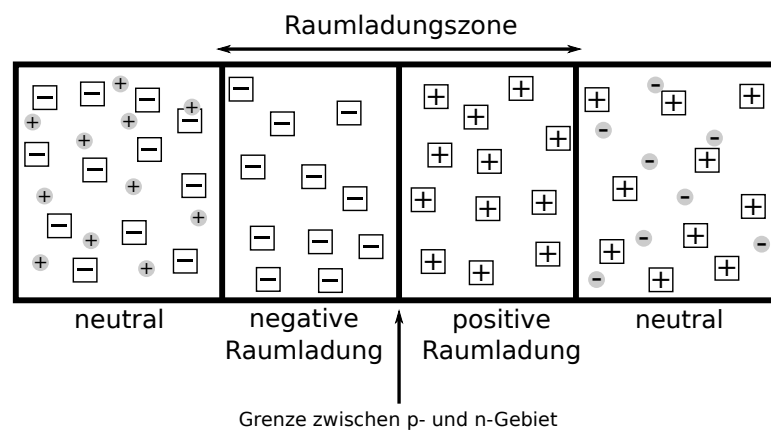 Raumladungszone
neutral
negative
Raumladung
positive
Raumladung
neutral
Grenze zwischen p- und n-Gebiet